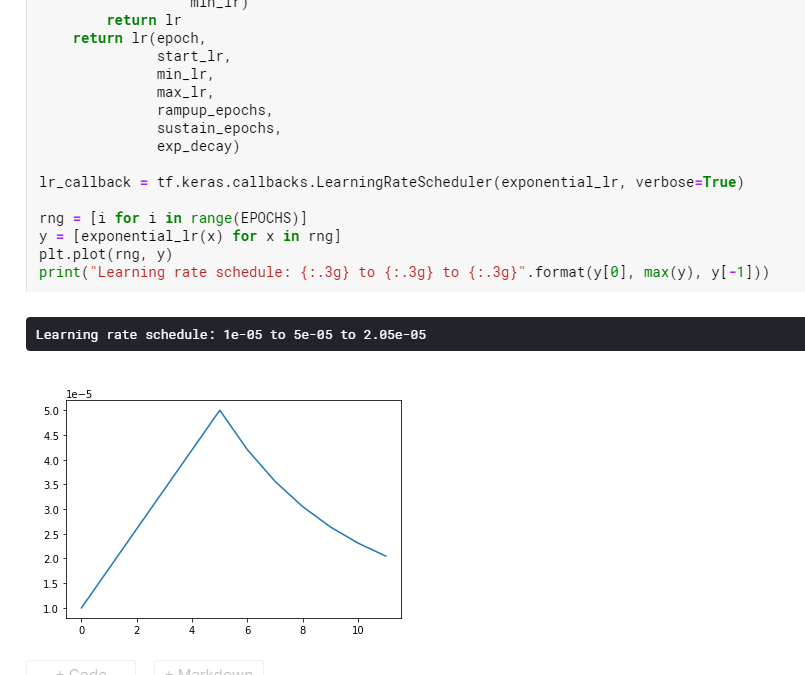 min_lr)
return lr
return lr(epoch,
start_lr,
min_lr,
max_lr,
rampup_epochs,
sustain_epochs,
exp_decay)
lr_callback = tf.keras.callbacks.LearningRateScheduler(exponential_lr, verbose=True)
rng = [i for i in range(EPOCHS)]
y = [exponential_lr(x) for x in rng]
plt.plot(rng, y)
print("Learning rate schedule: {:.3g} to {:.3g} to {:.3g}".format(y[0], max(y), y[-1]))
Learning rate schedule: 1e-05 to 5e-05 to 2.05e-05
1e−5
5.0
4.5
4.0
3.5
3.0
2.5
2.0
1.5
1.0
0 2 4 6 8 10
+ Code + Markdown